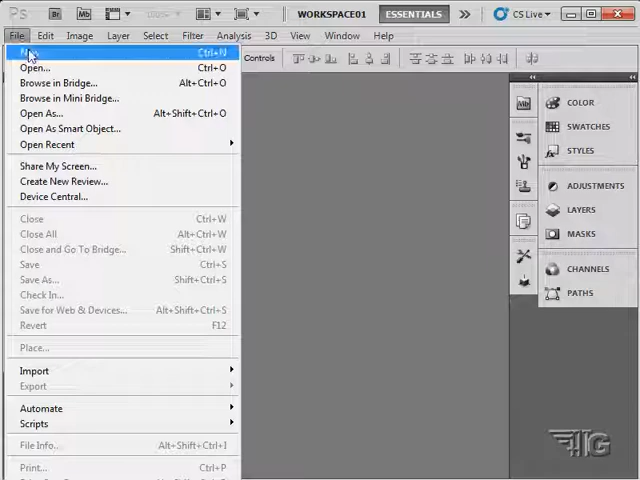 Ps Br Mb 150% WORKSPACE01 ESSENTIALS CS Live
File Edit Image Layer Select Filter Analysis 3D View Window Help
Ctrl+N
Open... Ctrl+O
Browse in Bridge... Alt+Ctrl+O
Browse in Mini Bridge...
Open As... Alt+Shift+Ctrl+O
Open As Smart Object...
Open Recent
Share My Screen...
Create New Review...
Device Central...
Close Ctrl+W
Close All Alt+Ctrl+W
Close and Go To Bridge... Shift+Ctrl+W
Save Ctrl+S
Save As... Shift+Ctrl+S
Check In...
Save for Web & Devices... Alt+Shift+Ctrl+S
Revert F12
Place...
Import
Export
Automate
Scripts
File Info... Alt+Shift+Ctrl+I
Print... Ctrl+P
Controls
Mb
COLOR
SWATCHES
STYLES
ADJUSTMENTS
LAYERS
MASKS
CHANNELS
PATHS